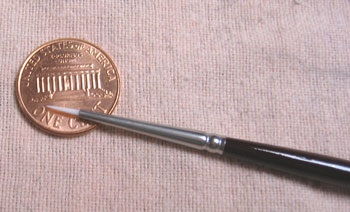 UNITED STATES OF AMERICA
ONE C